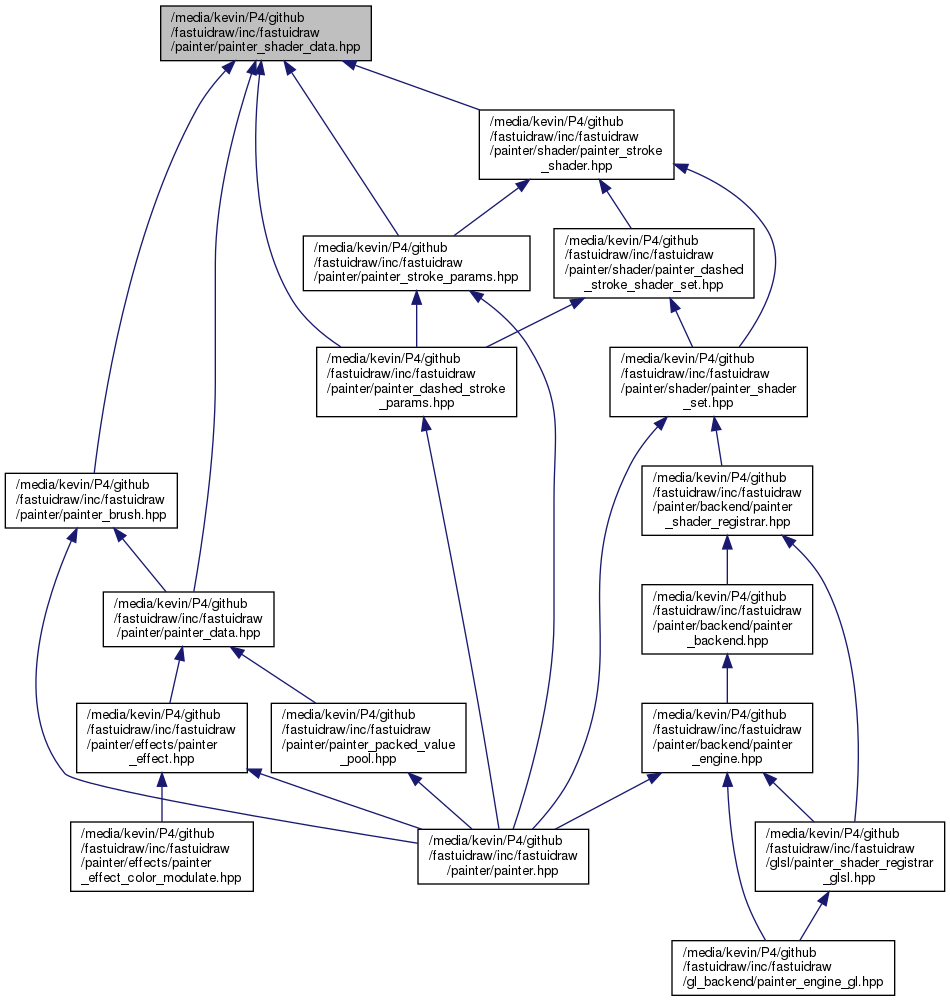 /media/kevin/P4/github
/fastuidraw/inc/fastuidraw
/painter/painter_shader_data.hpp
/media/kevin/P4/github
/fastuidraw/inc/fastuidraw
/painter/shader/painter_stroke
_shader.hpp
/media/kevin/P4/github
/fastuidraw/inc/fastuidraw
/painter/painter_stroke_params.hpp
/media/kevin/P4/github
/fastuidraw/inc/fastuidraw
/painter/shader/painter_dashed
_stroke_shader_set.hpp
/media/kevin/P4/github
/fastuidraw/inc/fastuidraw
/painter/painter_dashed_stroke
_params.hpp
/media/kevin/P4/github
/fastuidraw/inc/fastuidraw
/painter/shader/painter_shader
_set.hpp
/media/kevin/P4/github
/fastuidraw/inc/fastuidraw
/painter/painter_brush.hpp
/media/kevin/P4/github
/fastuidraw/inc/fastuidraw
/painter/backend/painter
_shader_registrar.hpp
/media/kevin/P4/github
/fastuidraw/inc/fastuidraw
/painter/painter_data.hpp
/media/kevin/P4/github
/fastuidraw/inc/fastuidraw
/painter/backend/painter
_backend.hpp
/media/kevin/P4/github
/fastuidraw/inc/fastuidraw
/painter/effects/painter
_effect.hpp
/media/kevin/P4/github
/fastuidraw/inc/fastuidraw
/painter/painter_packed_value
_pool.hpp
/media/kevin/P4/github
/fastuidraw/inc/fastuidraw
/painter/backend/painter
_engine.hpp
/media/kevin/P4/github
/fastuidraw/inc/fastuidraw
/painter/effects/painter
_effect_color_modulate.hpp
/media/kevin/P4/github
/fastuidraw/inc/fastuidraw
/painter/painter.hpp
/media/kevin/P4/github
/fastuidraw/inc/fastuidraw
/glsl/painter_shader_registrar
_glsl.hpp
/media/kevin/P4/github
/fastuidraw/inc/fastuidraw
/gl_backend/painter_engine_gl.hpp